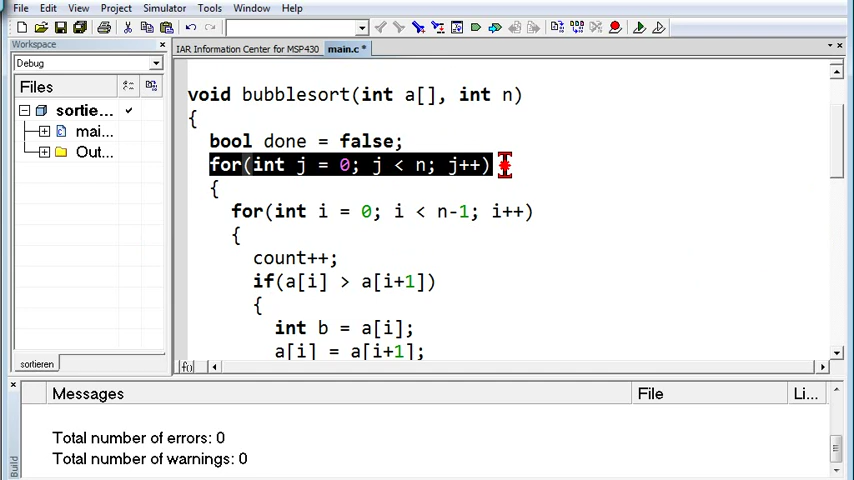 File Edit View Project Simulator Tools Window Help
Workspace
IAR Information Center for MSP430 main.c *
Debug
Files
sortie...
mai...
Out...
sortieren
void bubblesort(int a[], int n)
{
bool done = false;
for(int j = 0; j < n; j++)
{
for(int i = 0; i < n-1; i++)
{
count++;
if(a[i] > a[i+1])
{
int b = a[i];
a[i] = a[i+1];
Messages File Li...
Total number of errors: 0
Total number of warnings: 0
Build